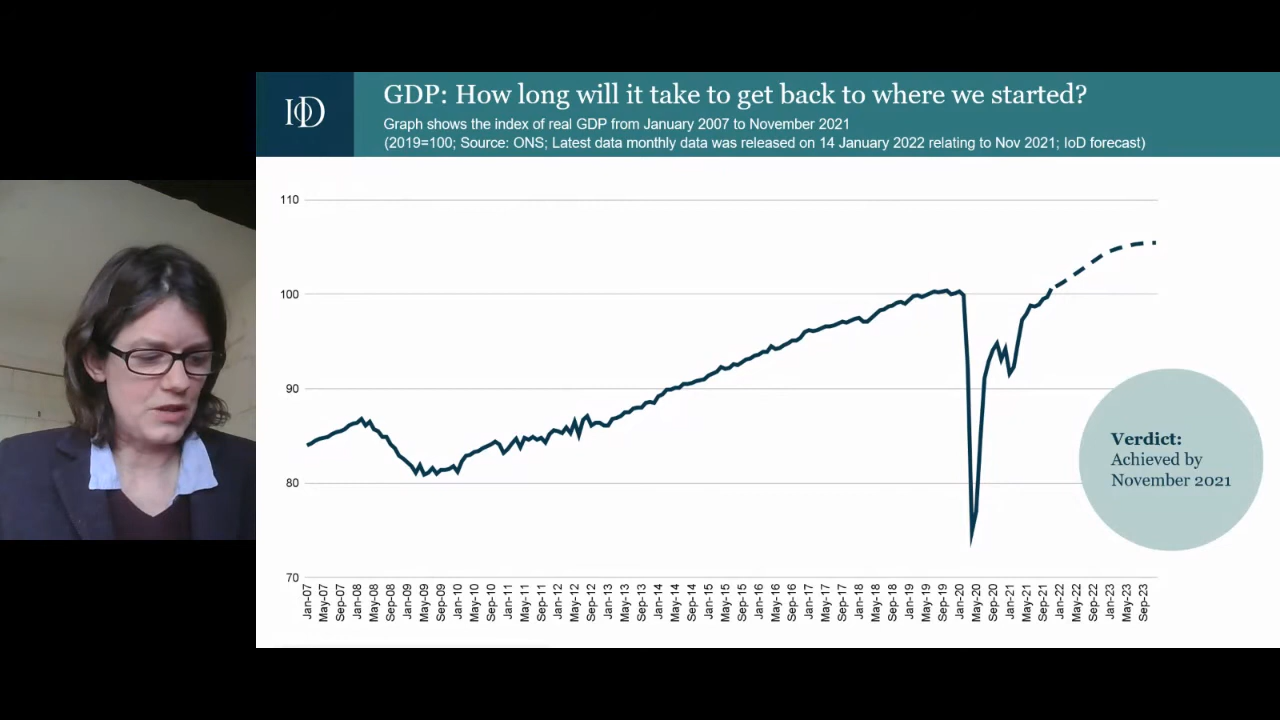 IoD
GDP: How long will it take to get back to where we started?
Graph shows the index of real GDP from January 2007 to November 2021
(2019=100; Source: ONS; Latest data monthly data was released on 14 January 2022 relating to Nov 2021; IoD forecast)
110
100
90
80
70
Verdict:
Achieved by
November 2021
Jan-07
May-07
Sep-07
Jan-08
May-08
Sep-08
Jan-09
May-09
Sep-09
Jan-10
May-10
Sep-10
Jan-11
May-11
Sep-11
Jan-12
May-12
Sep-12
Jan-13
May-13
Sep-13
Jan-14
May-14
Sep-14
Jan-15
May-15
Sep-15
Jan-16
May-16
Sep-16
Jan-17
May-17
Sep-17
Jan-18
May-18
Sep-18
Jan-19
May-19
Sep-19
Jan-20
May-20
Sep-20
Jan-21
May-21
Sep-21
Jan-22
May-22
Sep-22
Jan-23
May-23
Sep-23